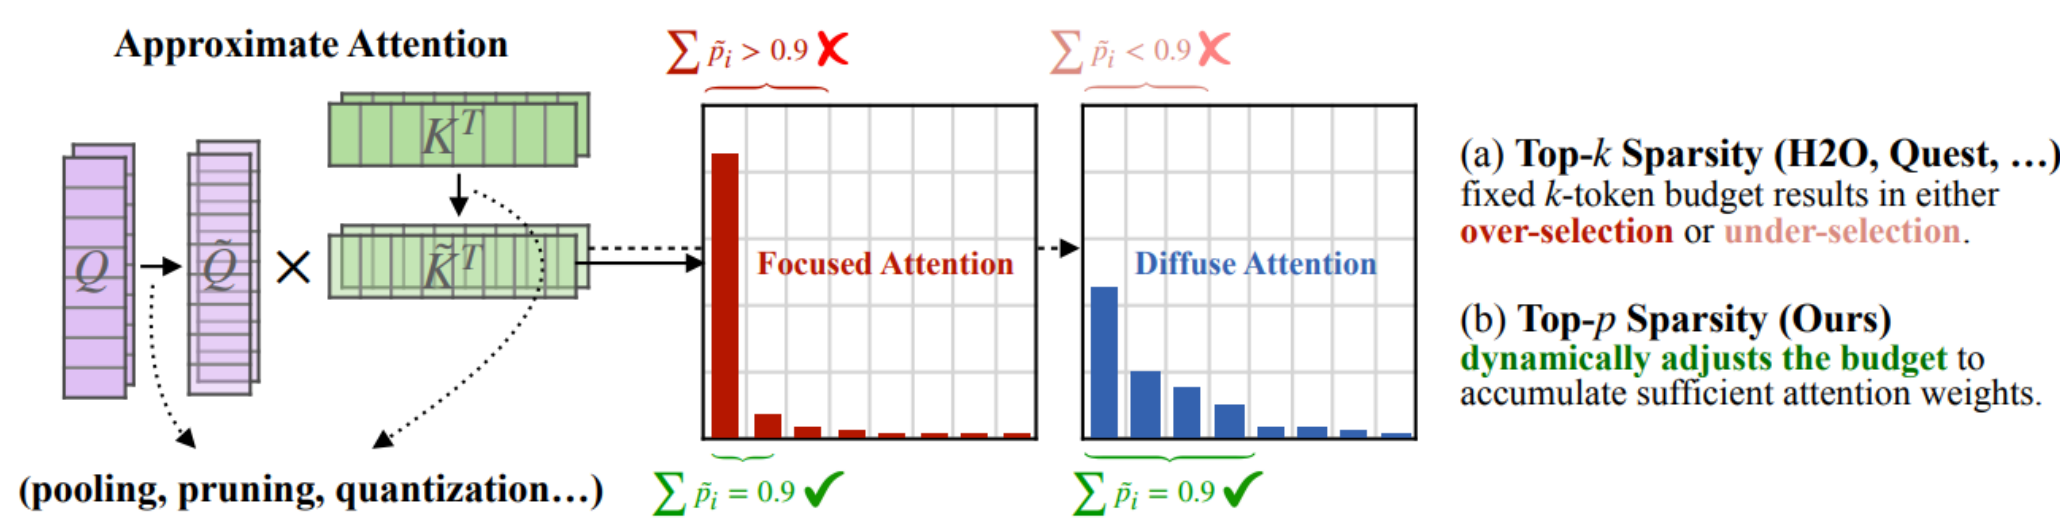 Approximate Attention
Q
Q̃
×
K^T
K̃^T
(pooling, pruning, quantization…)
∑ p̃ᵢ > 0.9 ✗
Focused Attention
∑ p̃ᵢ = 0.9 ✓
∑ p̃ᵢ < 0.9 ✗
Diffuse Attention
∑ p̃ᵢ = 0.9 ✓
(a) Top-k Sparsity (H2O, Quest, …)
fixed k-token budget results in either
over-selection or under-selection.
(b) Top-p Sparsity (Ours)
dynamically adjusts the budget to
accumulate sufficient attention weights.